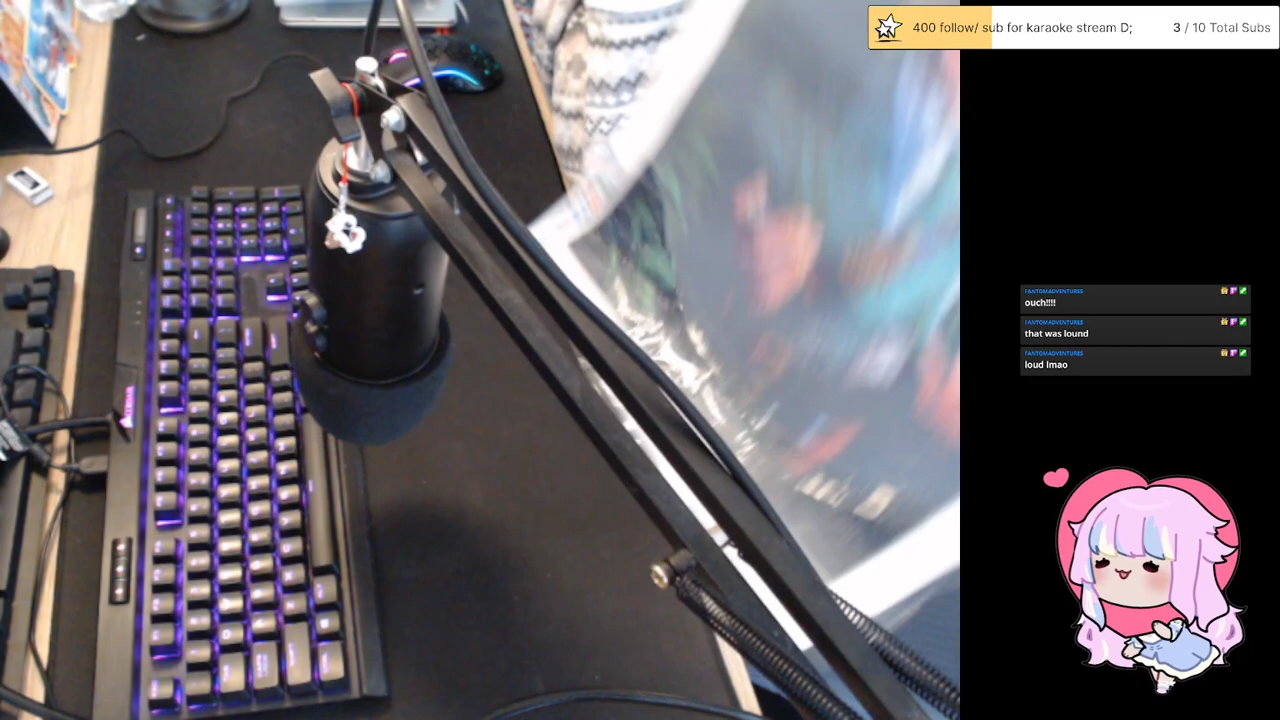 400 follow/ sub for karaoke stream D;
3 / 10 Total Subs
FANTOMADVENTURES
ouch!!!!
FANTOMADVENTURES
that was lound
FANTOMADVENTURES
loud lmao